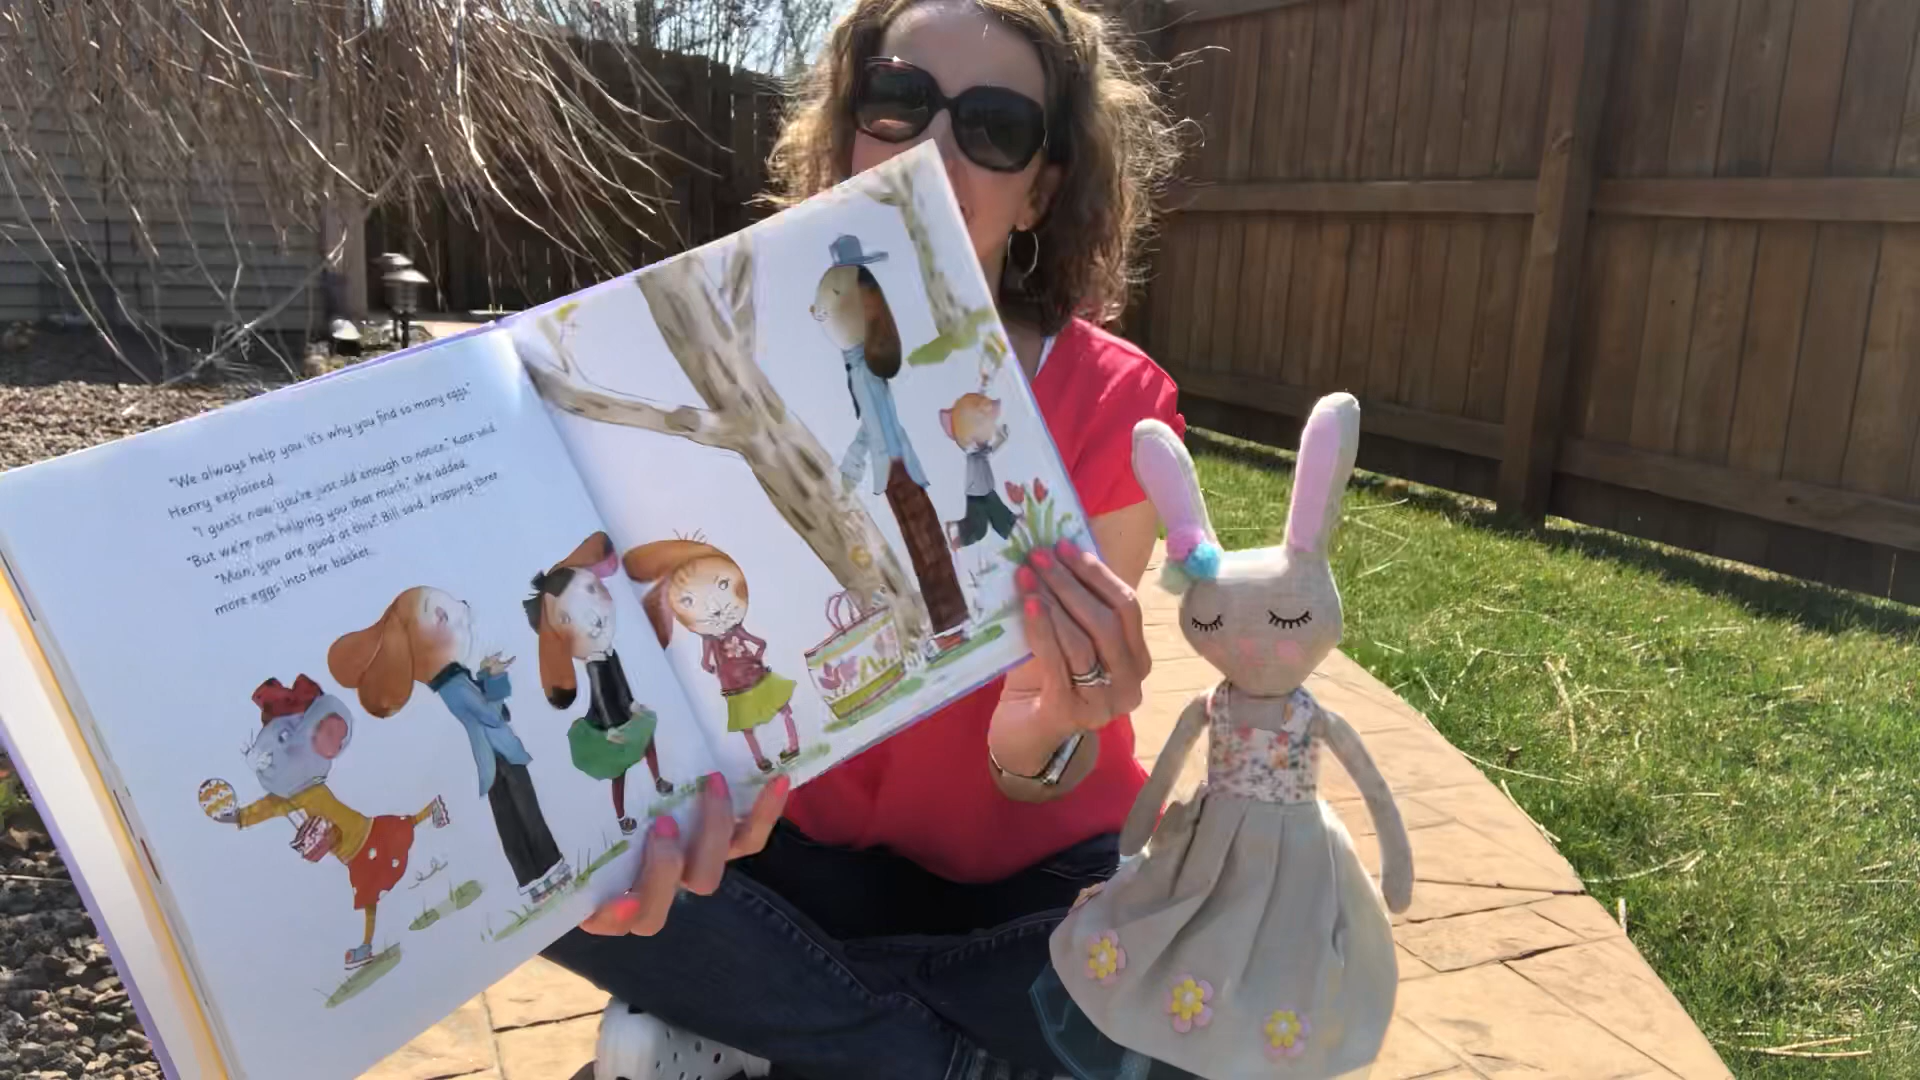 "We always help you. It's why you find so many eggs,"
Henry explained.
"I guess now you're just old enough to notice," Kate said.
"But we're not helping you that much," she added.
"Man, you are good at this!" Bill said, dropping three
more eggs into her basket.